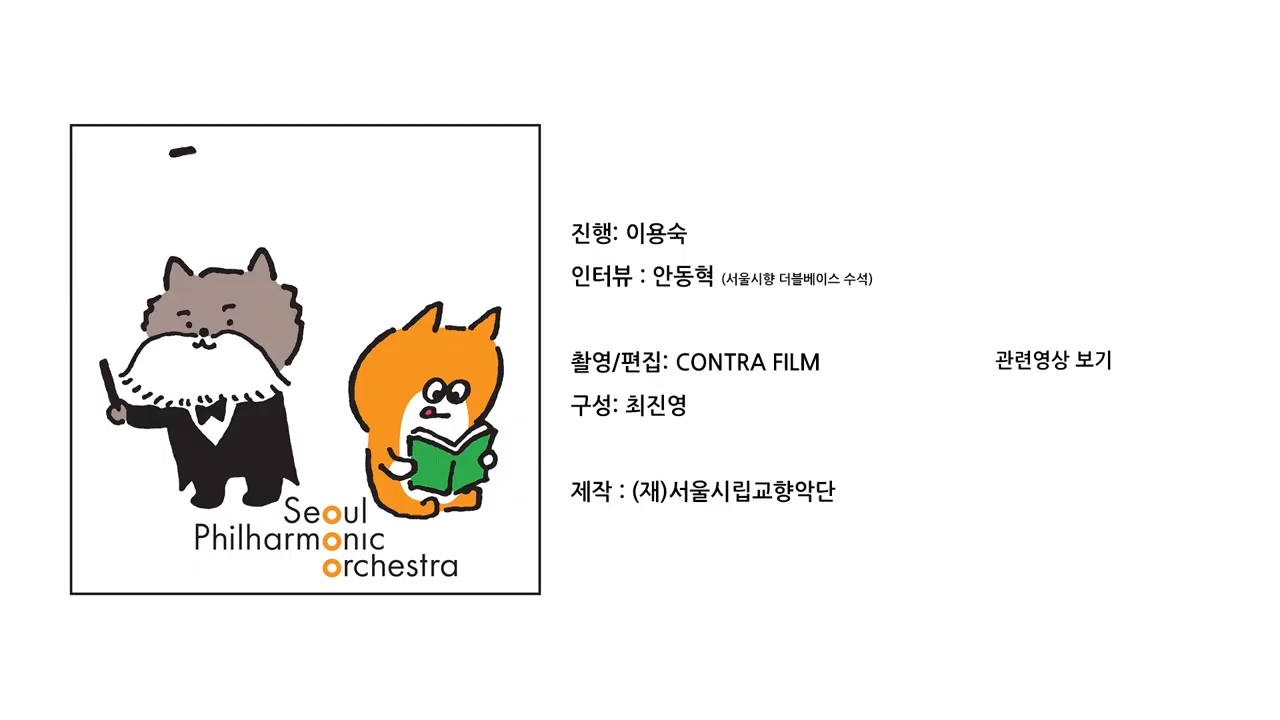 Seoul
Philharmonic
orchestra
진행: 이용숙
인터뷰 : 안동혁 (서울시향 더블베이스 수석)
촬영/편집: CONTRA FILM
구성: 최진영
제작 : (재)서울시립교향악단
관련영상 보기